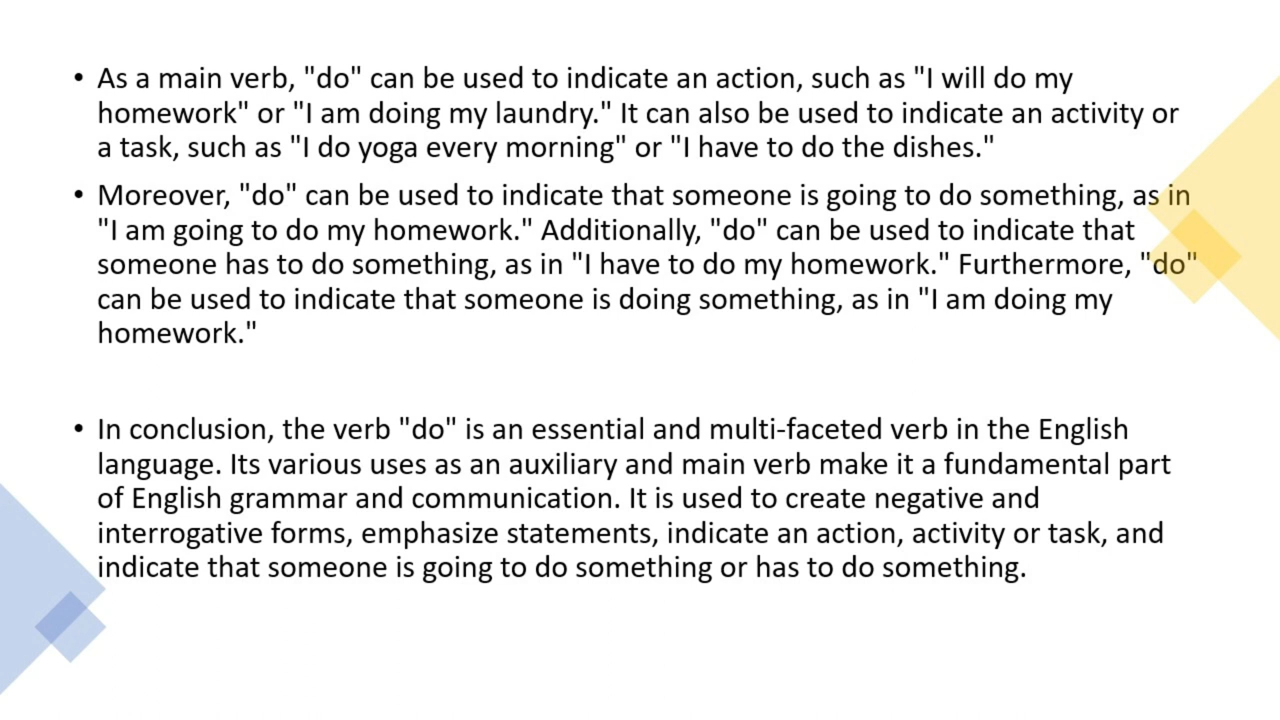 • As a main verb, "do" can be used to indicate an action, such as "I will do my
homework" or "I am doing my laundry." It can also be used to indicate an activity or
a task, such as "I do yoga every morning" or "I have to do the dishes."
• Moreover, "do" can be used to indicate that someone is going to do something, as in
"I am going to do my homework." Additionally, "do" can be used to indicate that
someone has to do something, as in "I have to do my homework." Furthermore, "do"
can be used to indicate that someone is doing something, as in "I am doing my
homework."
• In conclusion, the verb "do" is an essential and multi-faceted verb in the English
language. Its various uses as an auxiliary and main verb make it a fundamental part
of English grammar and communication. It is used to create negative and
interrogative forms, emphasize statements, indicate an action, activity or task, and
indicate that someone is going to do something or has to do something.